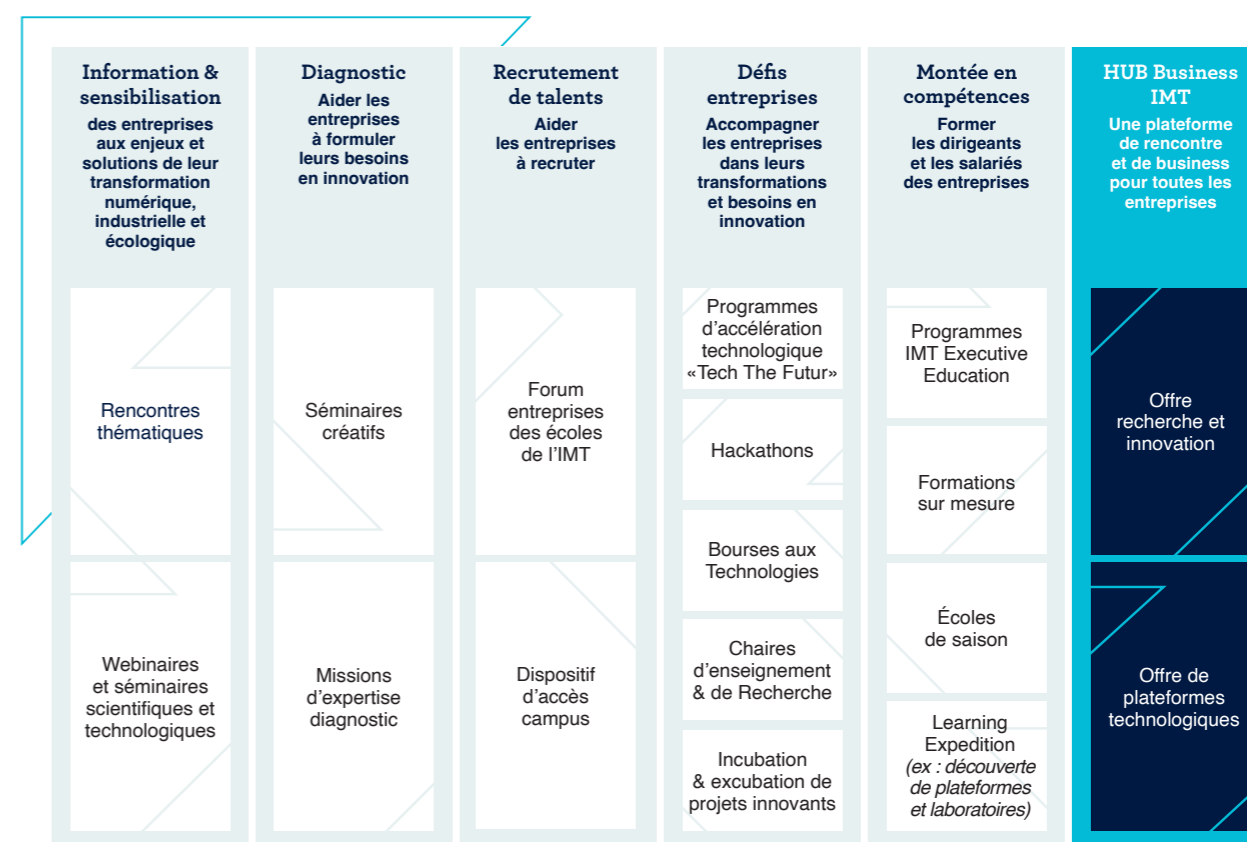 Information &
sensibilisation
des entreprises
aux enjeux et
solutions de leur
transformation
numérique,
industrielle et
écologique
Rencontres
thématiques
Webinaires
et séminaires
scientifiques et
technologiques
Diagnostic
Aider les
entreprises
à formuler
leurs besoins
en innovation
Séminaires
créatifs
Missions
d'expertise
diagnostic
Recrutement
de talents
Aider
les entreprises
à recruter
Forum
entreprises
des écoles
de l'IMT
Dispositif
d'accès
campus
Défis
entreprises
Accompagner
les entreprises
dans leurs
transformations
et besoins en
innovation
Programmes
d'accélération
technologique
«Tech The Futur»
Hackathons
Bourses aux
Technologies
Chaires
d'enseignement
& de Recherche
Incubation
& excubation de
projets innovants
Montée en
compétences
Former
les dirigeants
et les salariés
des entreprises
Programmes
IMT Executive
Education
Formations
sur mesure
Écoles
de saison
Learning
Expedition
(ex : découverte
de plateformes
et laboratoires)
HUB Business
IMT
Une plateforme
de rencontre
et de business
pour toutes les
entreprises
Offre
recherche et
innovation
Offre de
plateformes
technologiques